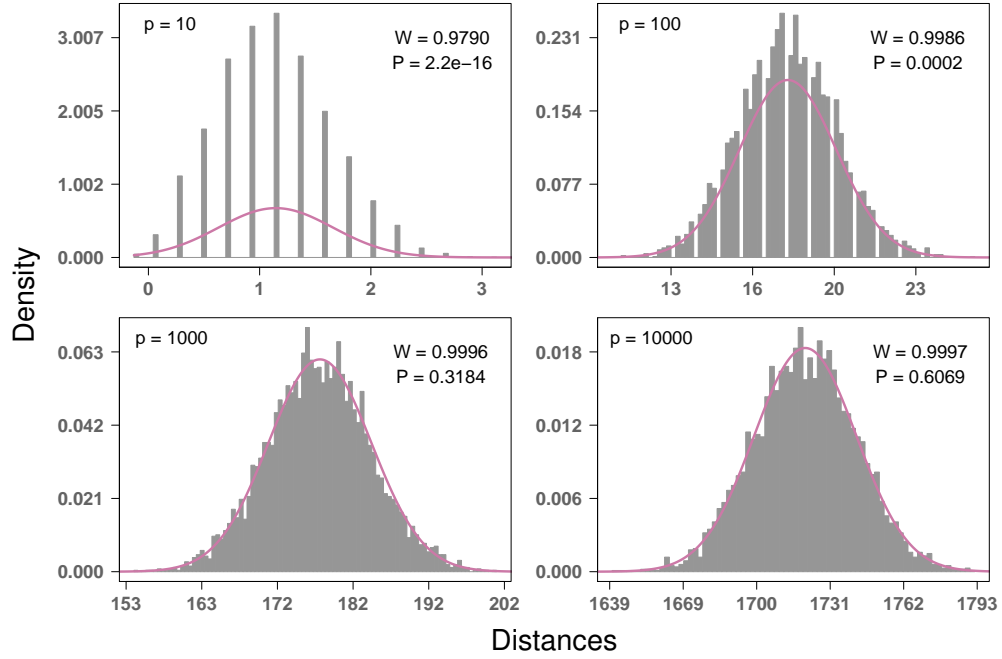 p = 10
W = 0.9790
P = 2.2e−16
3.007
2.005
1.002
0.000
0 1 2 3
p = 100
W = 0.9986
P = 0.0002
0.231
0.154
0.077
0.000
13 16 20 23
Density
p = 1000
W = 0.9996
P = 0.3184
0.063
0.042
0.021
0.000
153 163 172 182 192 202
p = 10000
W = 0.9997
P = 0.6069
0.018
0.012
0.006
0.000
1639 1669 1700 1731 1762 1793
Distances